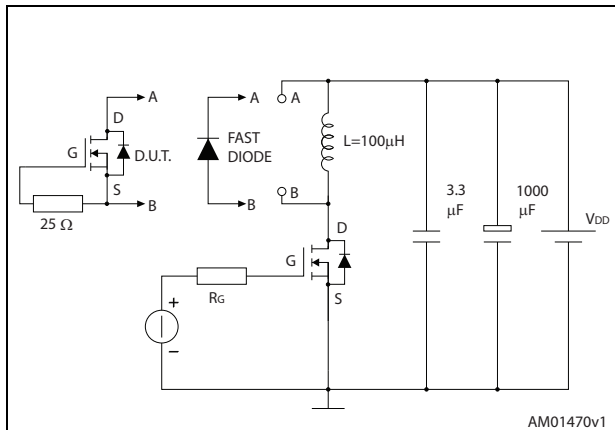 A
A
A
D
FAST
DIODE
L=100µH
G
D.U.T.
S
B
B
B
25 Ω
3.3
µF
1000
µF
VDD
D
G
S
RG
+
–
AM01470v1